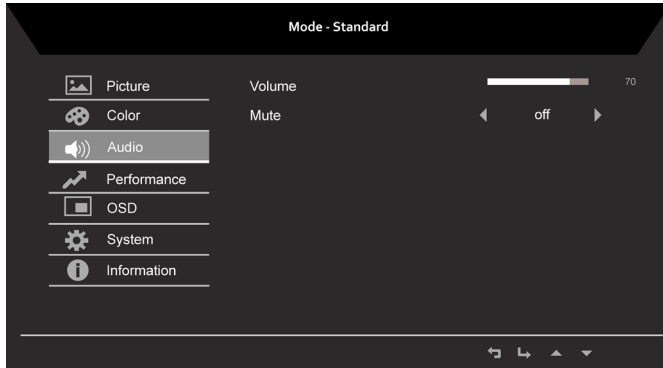 Mode - Standard
Picture
Volume
70
Color
Mute
off
Audio
Performance
OSD
System
Information